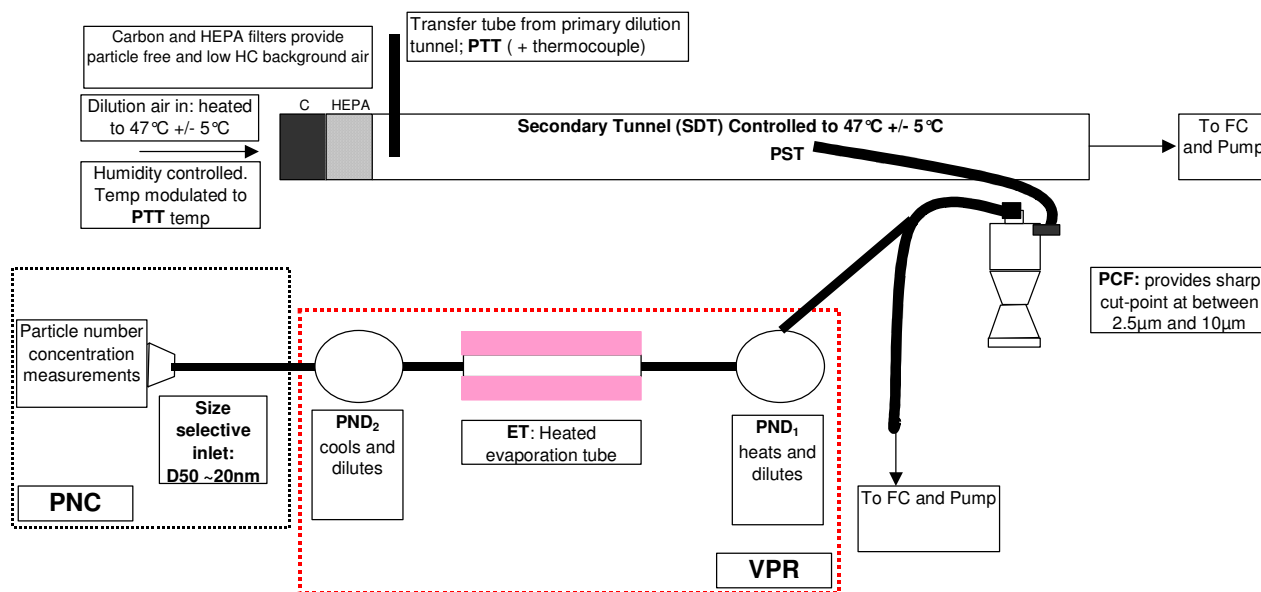 Carbon and HEPA filters provide
particle free and low HC background air
Transfer tube from primary dilution
tunnel; PTT ( + thermocouple)
Dilution air in: heated
to 47°C +/- 5°C
C
HEPA
Secondary Tunnel (SDT) Controlled to 47°C +/- 5°C
PST
To FC
and Pump
Humidity controlled.
Temp modulated to
PTT temp
PCF: provides sharp
cut-point at between
2.5µm and 10µm
Particle number
concentration
measurements
Size
selective
inlet:
D50 ~20nm
PNC
PND2
cools and
dilutes
ET: Heated
evaporation tube
PND1
heats and
dilutes
To FC and Pump
VPR